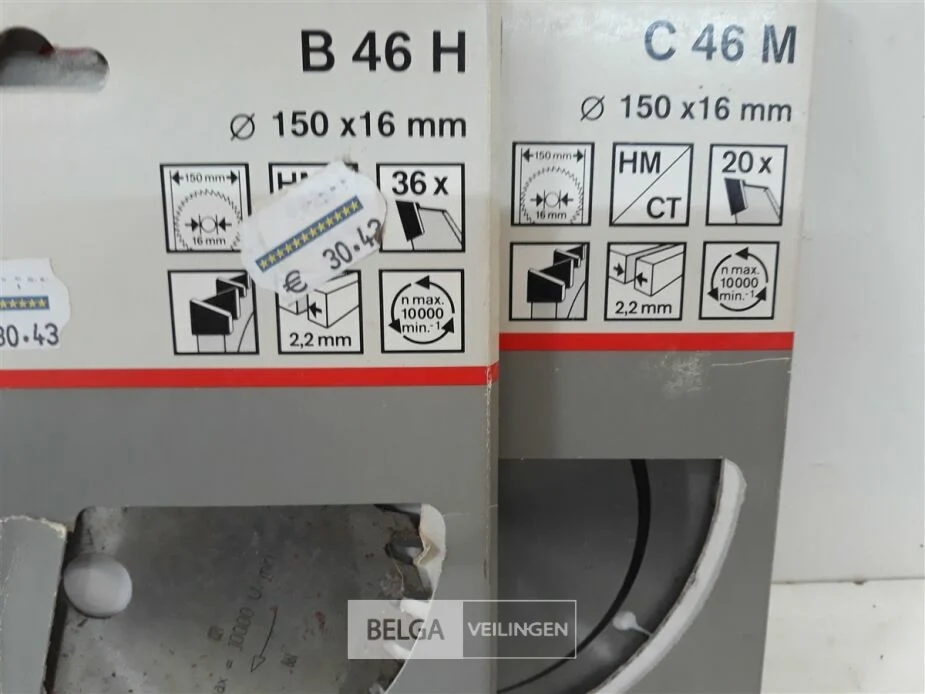 B 46 H
Ø 150 x16 mm
150 mm
16 mm
36 x
€ 30.42
30.43
2,2 mm
n max.
10000
min.-1
C 46 M
Ø 150 x16 mm
150 mm
16 mm
HM
CT
20 x
2,2 mm
n max.
10000
min.-1
10000 U
BELGA VEILINGEN